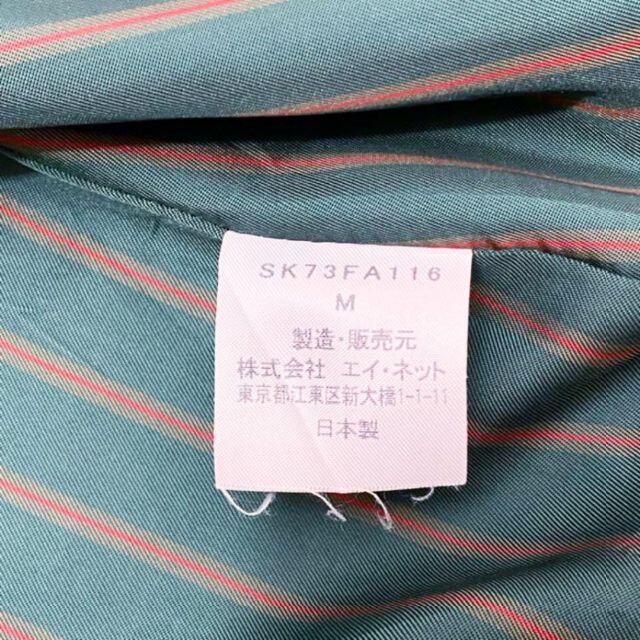 SK73FA116
M
製造・販売元
株式会社 エイ・ネット
東京都江東区新大橋1-1-11
日本製